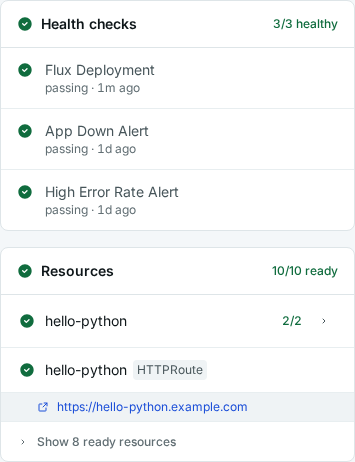 Health checks 3/3 healthy
Flux Deployment
passing · 1m ago
App Down Alert
passing · 1d ago
High Error Rate Alert
passing · 1d ago
Resources 10/10 ready
hello-python 2/2
hello-python HTTPRoute
https://hello-python.example.com
Show 8 ready resources